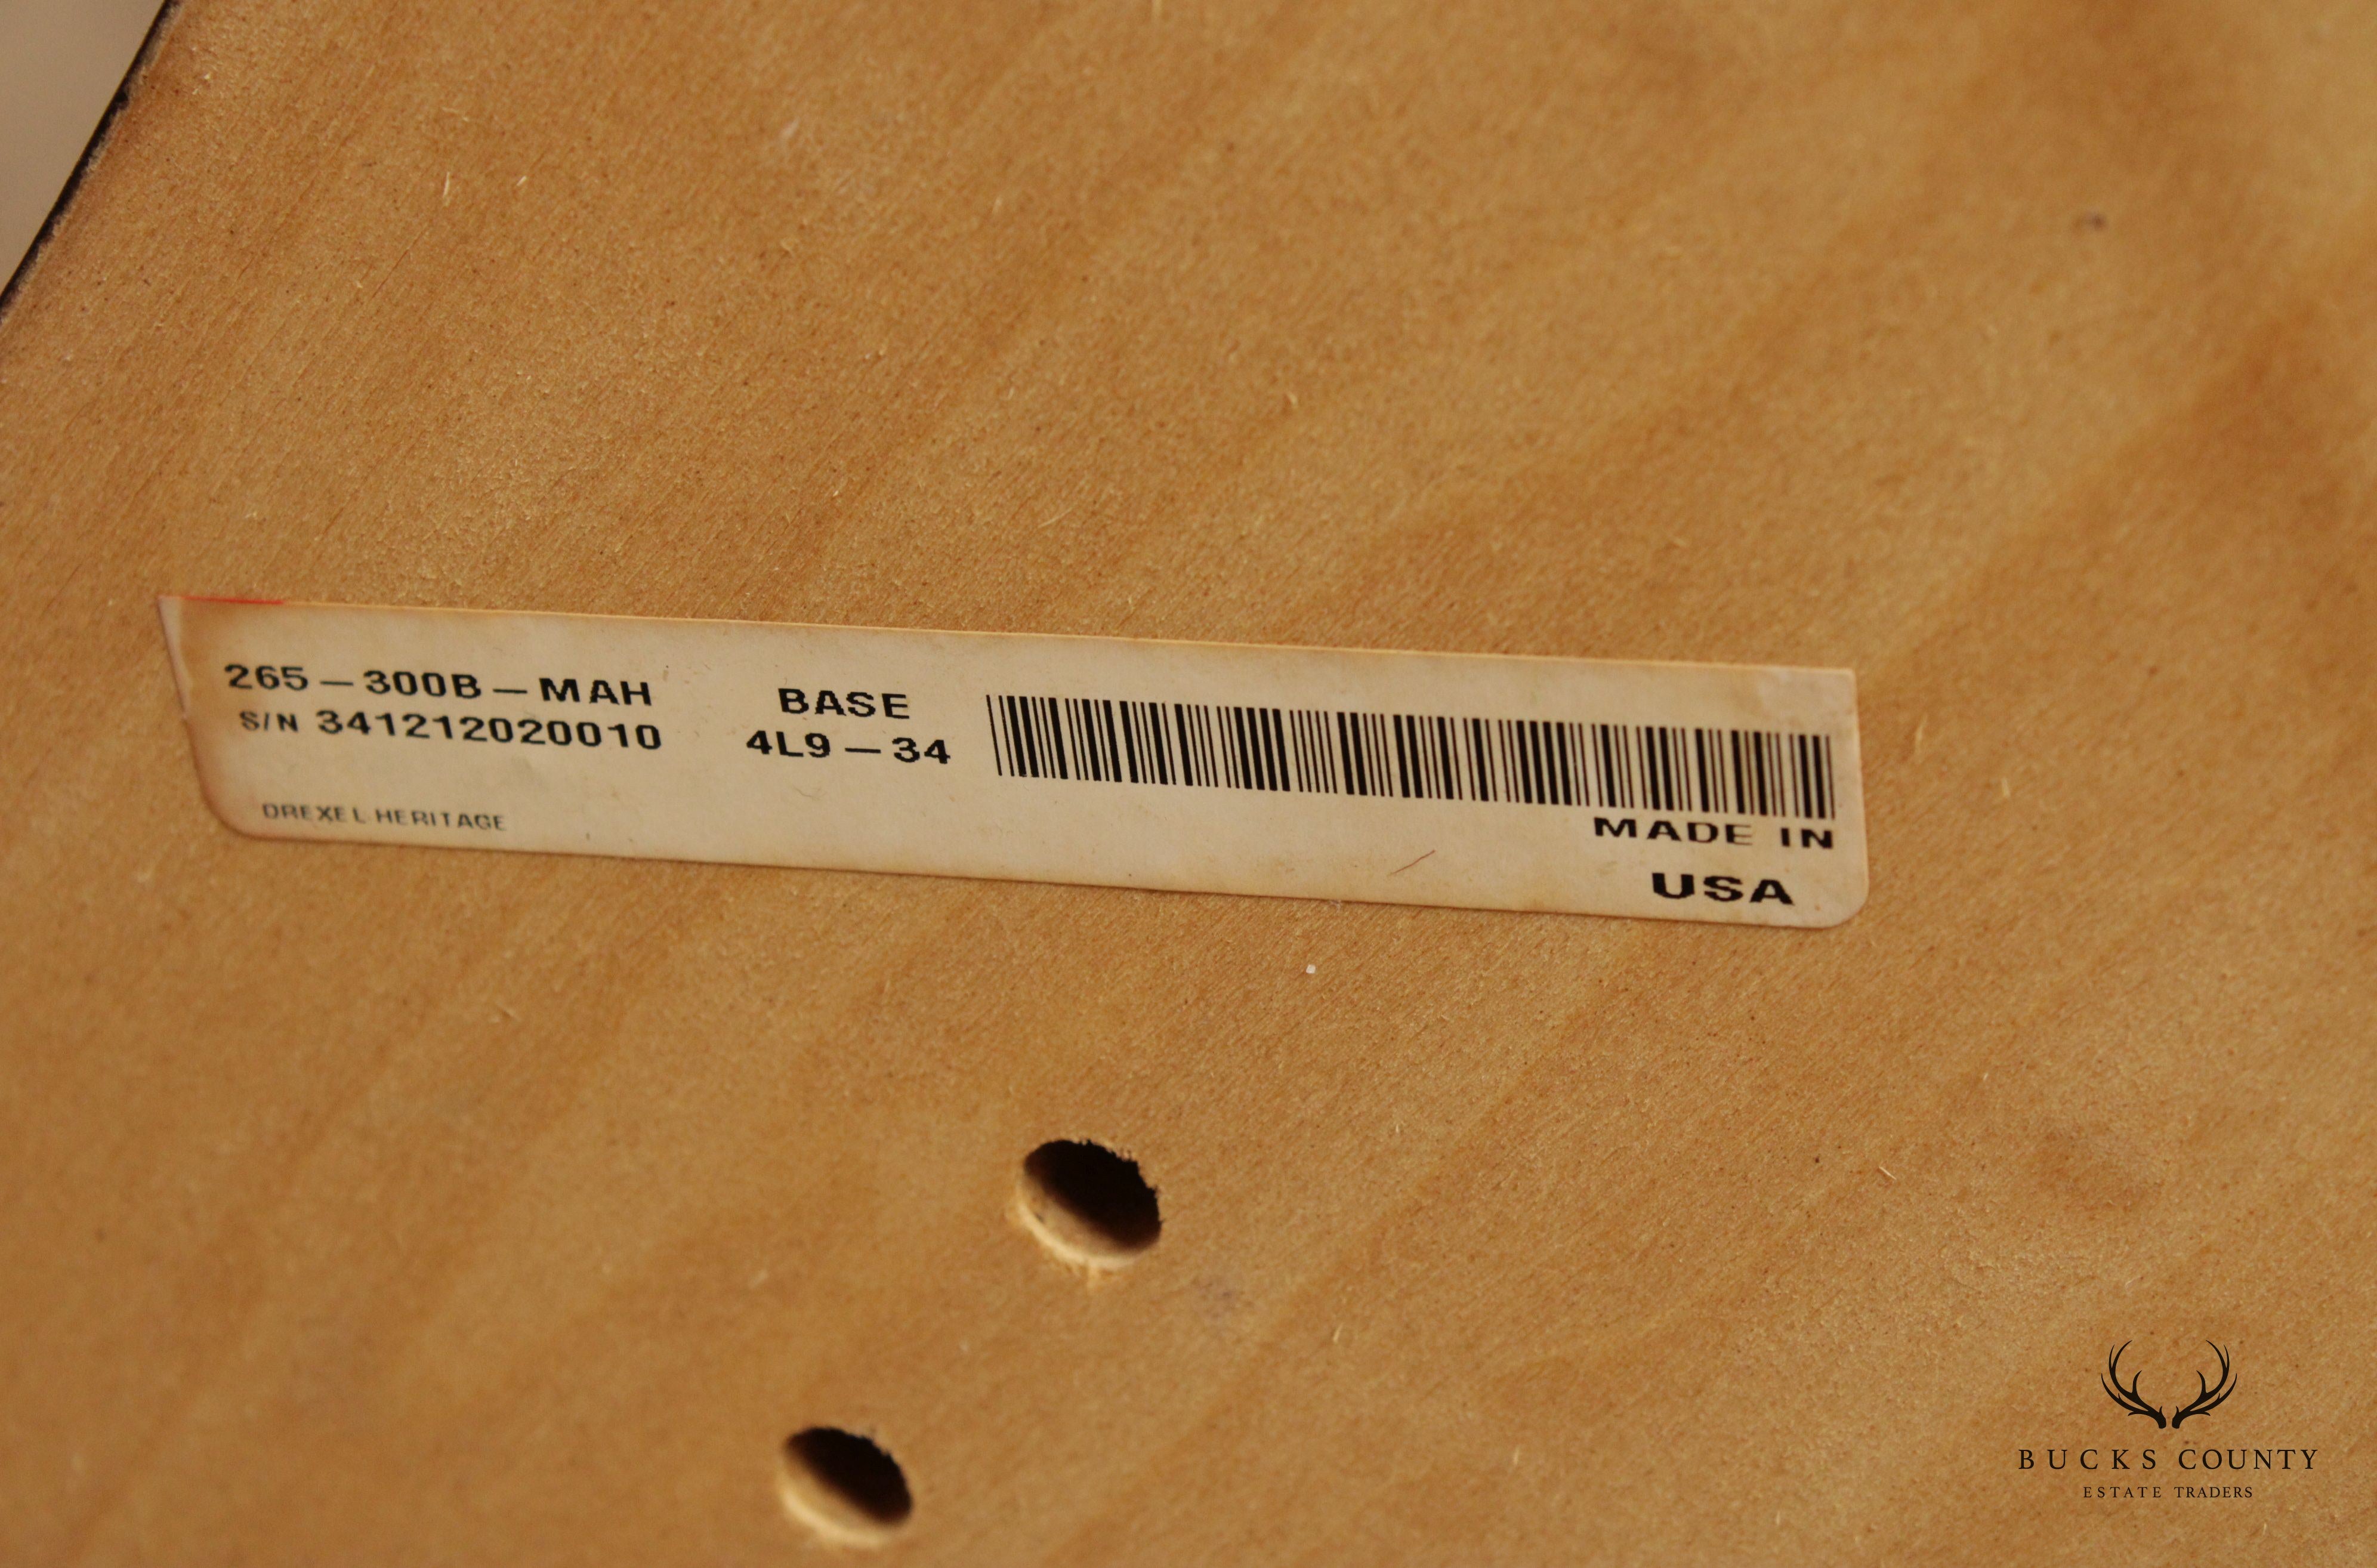 265-300B-MAH
S/N 341212020010
BASE
4L9-34
DREXEL HERITAGE
MADE IN
USA
BUCKS COUNTY
ESTATE TRADERS